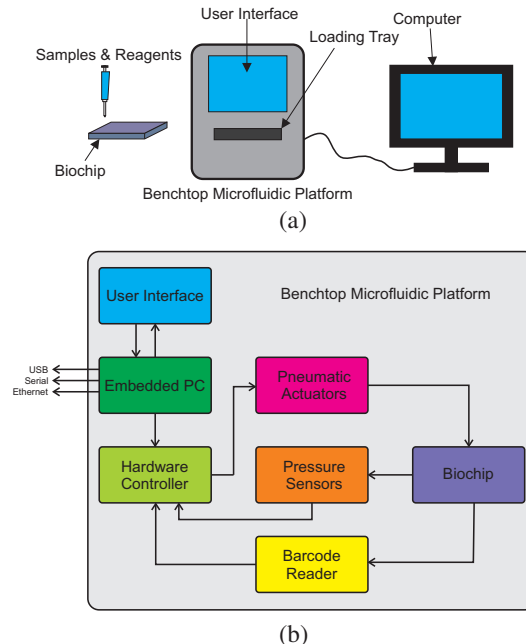 User Interface
Computer
Loading Tray
Samples & Reagents
Biochip
Benchtop Microfluidic Platform
(a)
User Interface
Benchtop Microfluidic Platform
USB
Serial
Ethernet
Embedded PC
Pneumatic
Actuators
Hardware
Controller
Pressure
Sensors
Biochip
Barcode
Reader
(b)